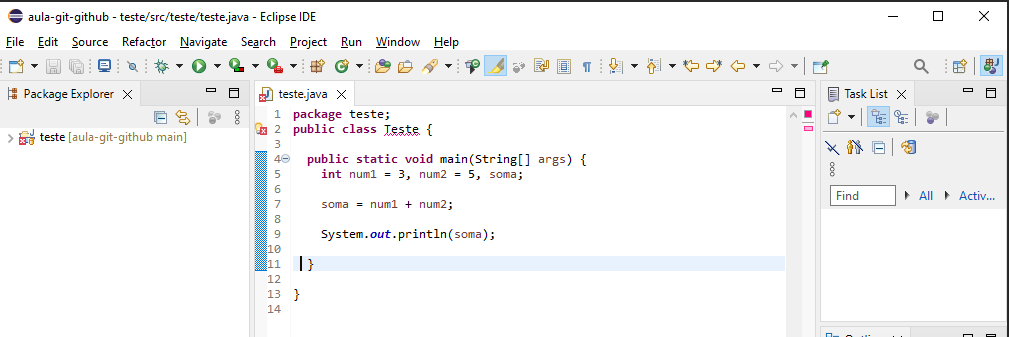 aula-git-github - teste/src/teste/teste.java - Eclipse IDE
File Edit Source Refactor Navigate Search Project Run Window Help
Package Explorer
teste [aula-git-github main]
teste.java
1 package teste;
2 public class Teste {
3
4 public static void main(String[] args) {
5 int num1 = 3, num2 = 5, soma;
6
7 soma = num1 + num2;
8
9 System.out.println(soma);
10
11 }
12
13 }
14
Task List
Find All Activ...